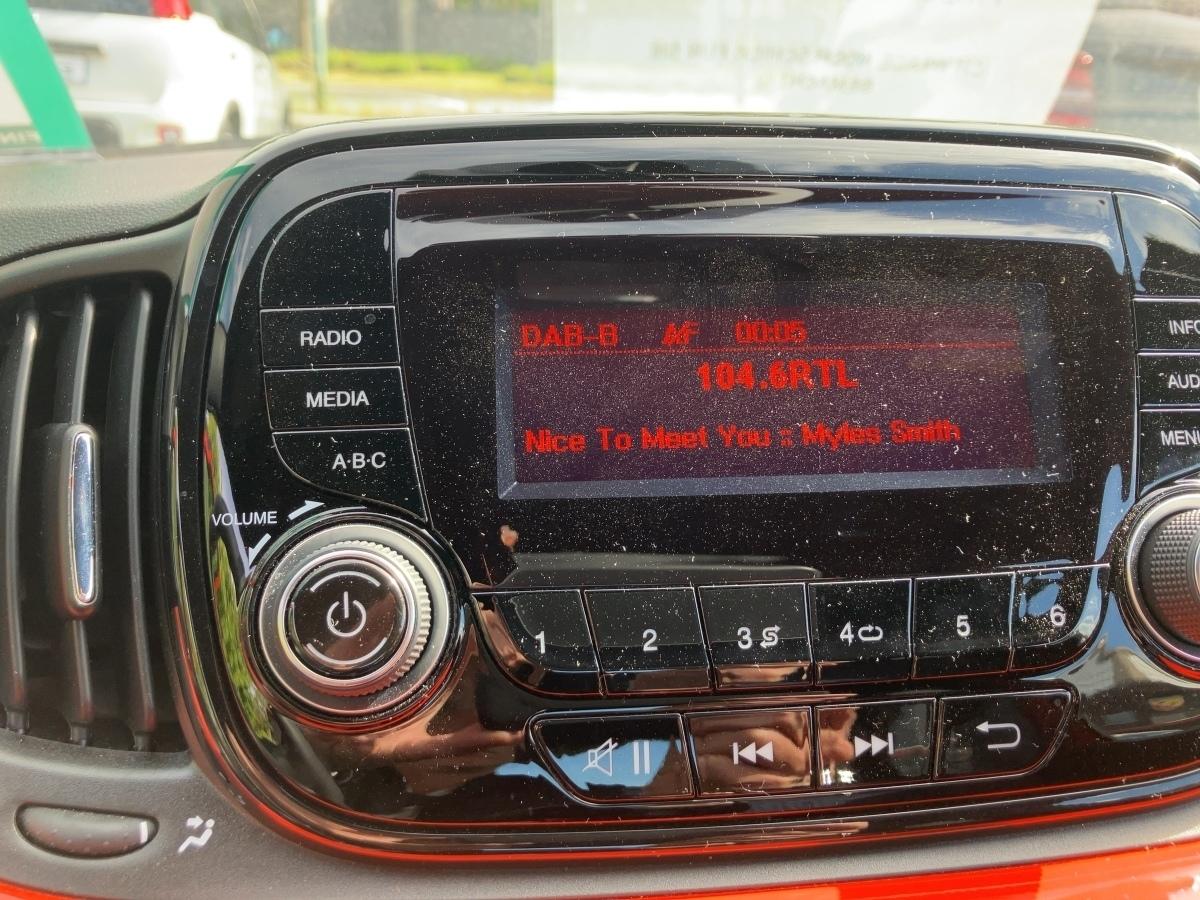 DAB-B AF 00:05
104.6RTL
Nice To Meet You :: Myles Smith
RADIO
MEDIA
A·B·C
VOLUME
INFO
AUD
MENU
1 2 3 4 5 6